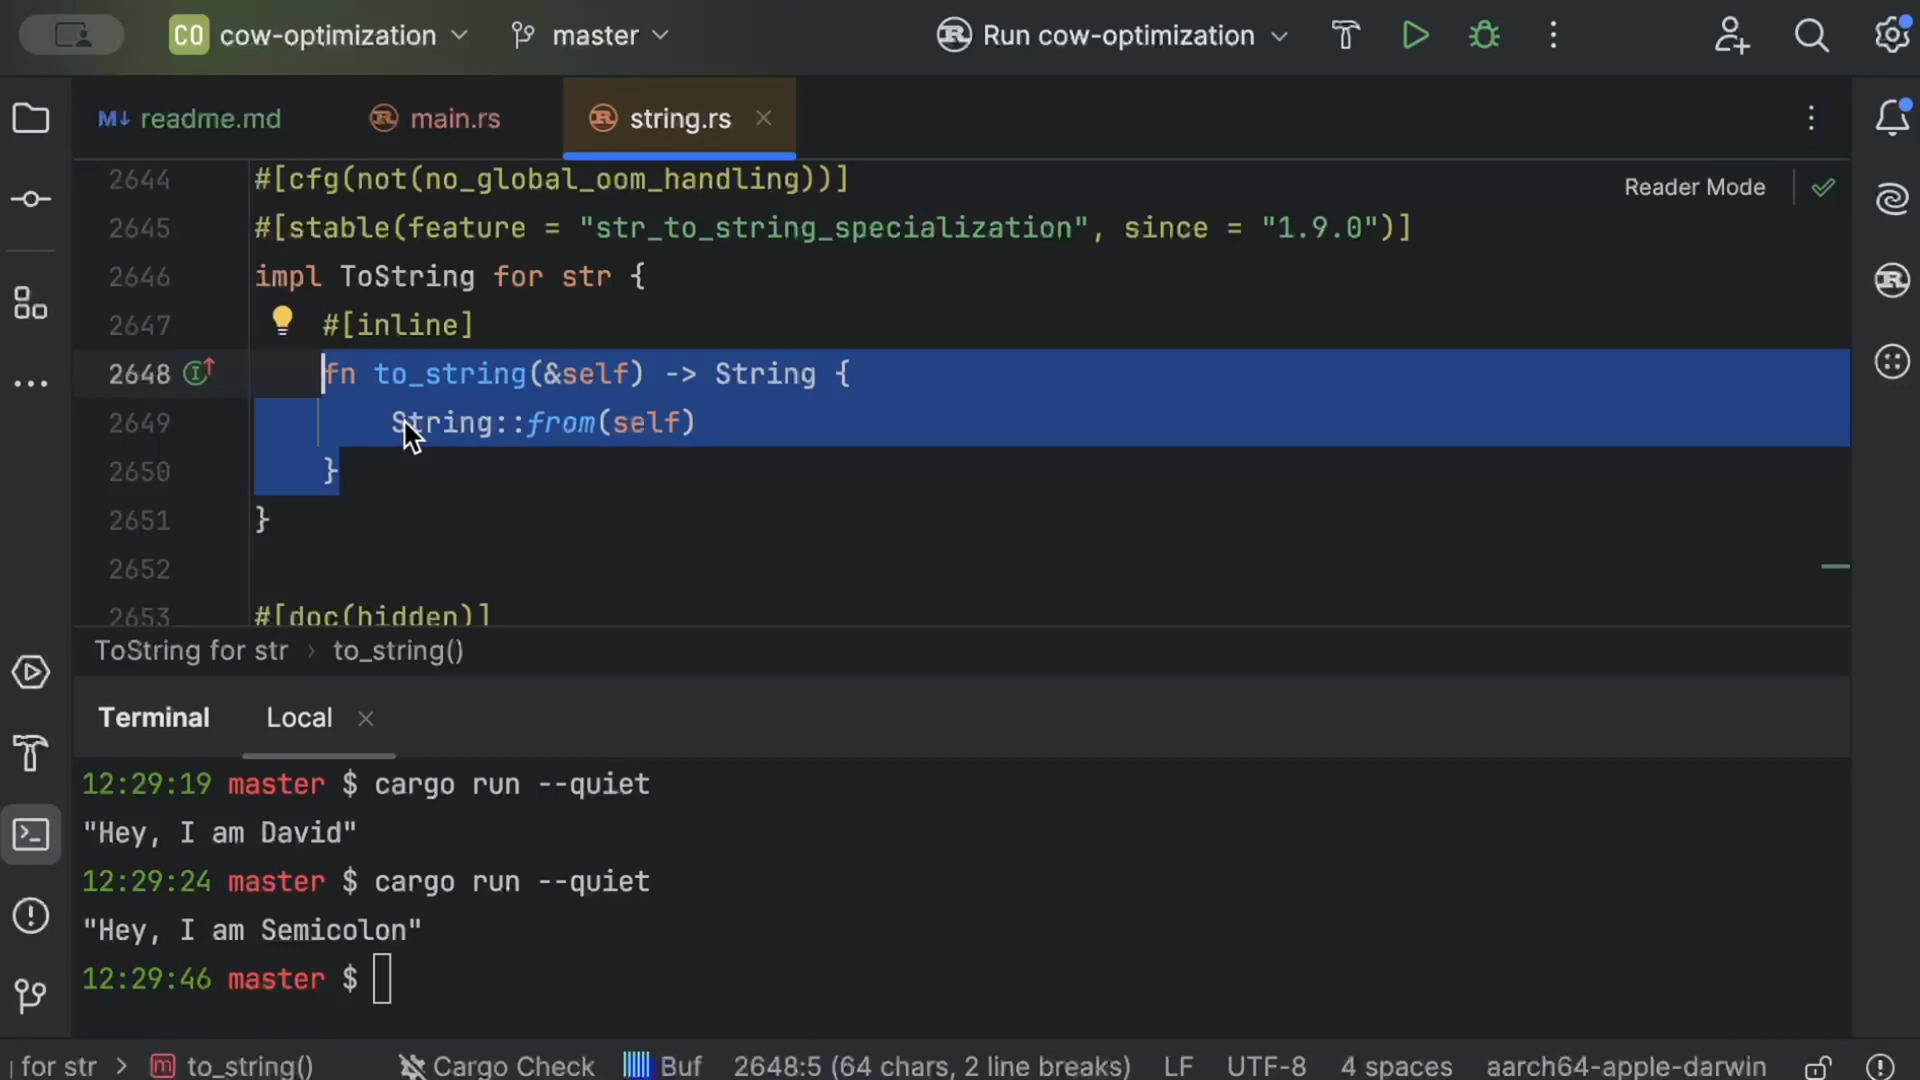 CO cow-optimization master Run cow-optimization
M↓ readme.md main.rs string.rs
2644 #[cfg(not(no_global_oom_handling))]
Reader Mode
2645 #[stable(feature = "str_to_string_specialization", since = "1.9.0")]
2646 impl ToString for str {
2647 #[inline]
2648 fn to_string(&self) -> String {
2649 String::from(self)
2650 }
2651 }
2652
2653 #[doc(hidden)]
ToString for str › to_string()
Terminal Local
12:29:19 master $ cargo run --quiet
"Hey, I am David"
12:29:24 master $ cargo run --quiet
"Hey, I am Semicolon"
12:29:46 master $
for str > m to_string() Cargo Check Buf 2648:5 (64 chars, 2 line breaks) LF UTF-8 4 spaces aarch64-apple-darwin